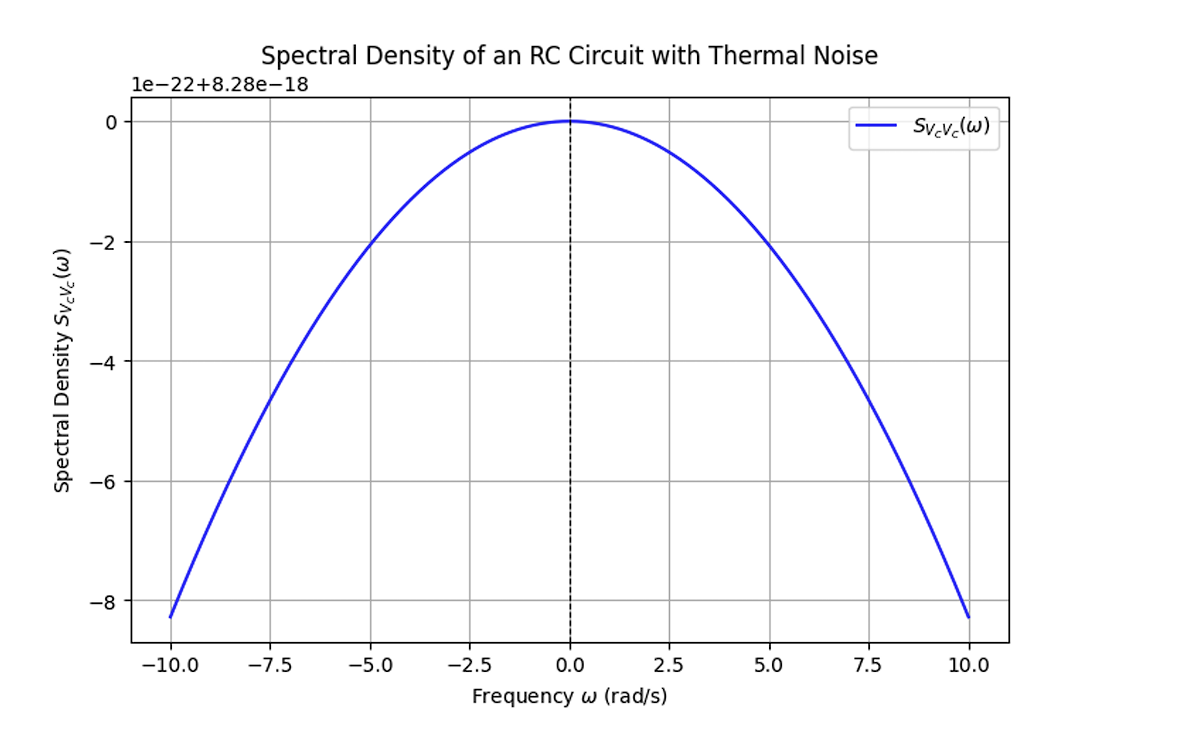 Spectral Density of an RC Circuit with Thermal Noise
1e−22+8.28e−18
S_{V_cV_c}(ω)
Spectral Density S_{V_cV_c}(ω)
0
−2
−4
−6
−8
−10.0 −7.5 −5.0 −2.5 0.0 2.5 5.0 7.5 10.0
Frequency ω (rad/s)